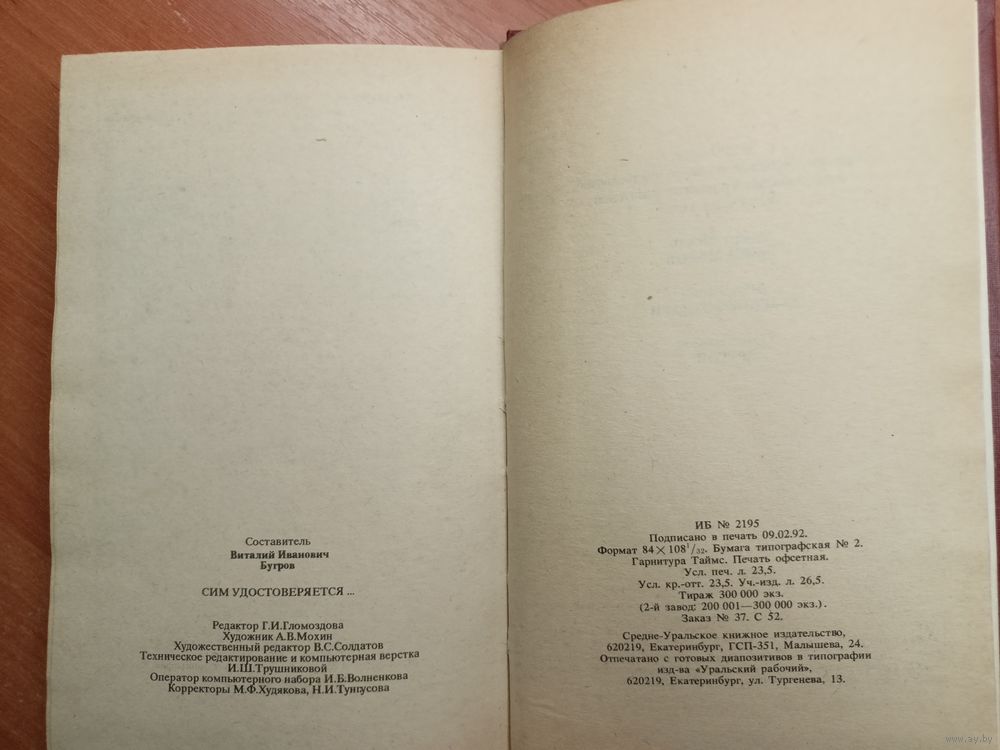 Составитель
Виталий Иванович
Бугров
СИМ УДОСТОВЕРЯЕТСЯ ...
Редактор Г.И.Гломоздова
Художник А.В.Мохин
Художественный редактор В.С.Солдатов
Техническое редактирование и компьютерная верстка
И.Ш.Трушниковой
Оператор компьютерного набора И.Б.Волненкова
Корректоры М.Ф.Худякова, Н.И.Тунгусова
ИБ № 2195
Подписано в печать 09.02.92.
Формат 84×108¹/₃₂. Бумага типографская № 2.
Гарнитура Таймс. Печать офсетная.
Усл. печ. л. 23,5.
Усл. кр.-отт. 23,5. Уч.-изд. л. 26,5.
Тираж 300 000 экз.
(2-й завод: 200 001—300 000 экз.).
Заказ № 37. С 52.
Средне-Уральское книжное издательство,
620219, Екатеринбург, ГСП-351, Малышева, 24.
Отпечатано с готовых диапозитивов в типографии
изд-ва «Уральский рабочий»,
620219, Екатеринбург, ул. Тургенева, 13.
www.ay.by